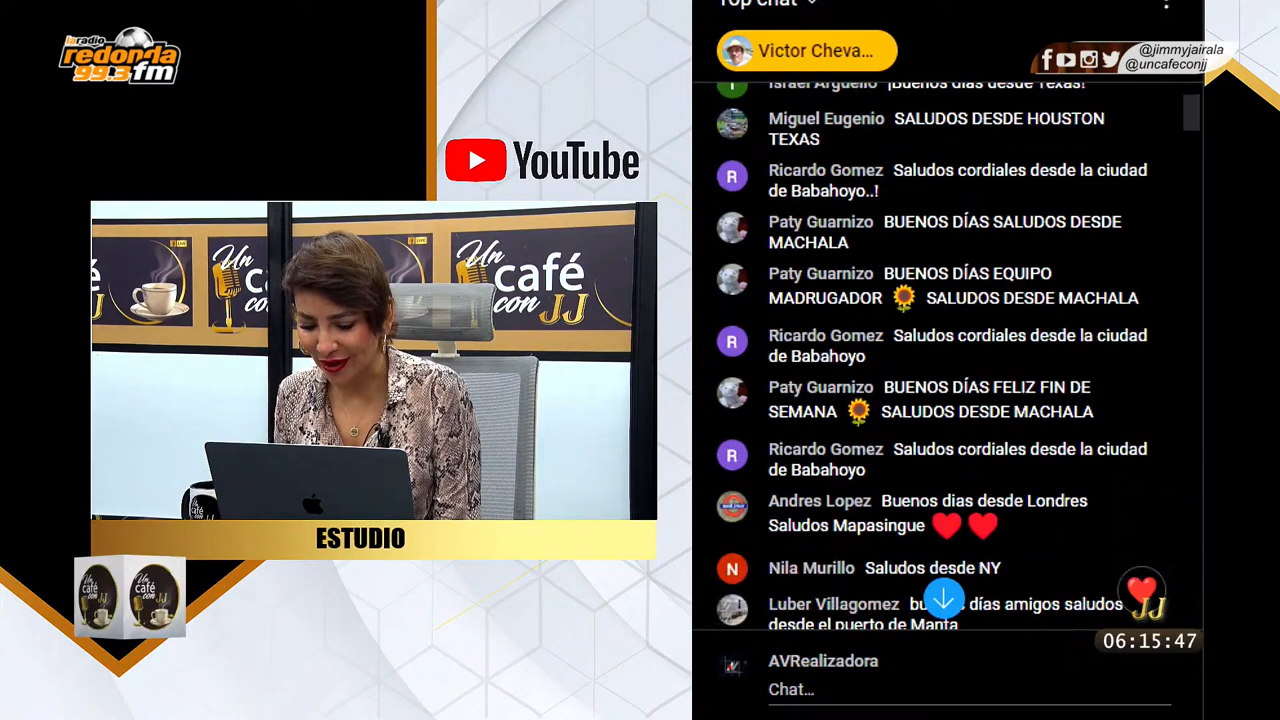 la radio
redonda
99.3 fm
YouTube
Un
café
con JJ
Un
café
con JJ
ESTUDIO
Un
café
con JJ
Un
café
con JJ
Top chat
Victor Cheva...
@jimmyjairala
@uncafeconjj
Israel Arguello ¡Buenos días desde Texas!
Miguel Eugenio SALUDOS DESDE HOUSTON
TEXAS
Ricardo Gomez Saludos cordiales desde la ciudad
de Babahoyo..!
Paty Guarnizo BUENOS DÍAS SALUDOS DESDE
MACHALA
Paty Guarnizo BUENOS DÍAS EQUIPO
MADRUGADOR 🌻 SALUDOS DESDE MACHALA
Ricardo Gomez Saludos cordiales desde la ciudad
de Babahoyo
Paty Guarnizo BUENOS DÍAS FELIZ FIN DE
SEMANA 🌻 SALUDOS DESDE MACHALA
Ricardo Gomez Saludos cordiales desde la ciudad
de Babahoyo
Andres Lopez Buenos dias desde Londres
Saludos Mapasingue ❤️ ❤️
Nila Murillo Saludos desde NY
Luber Villagomez días amigos saludos
desde el puerto de Manta
JJ
06:15:47
AVRealizadora
Chat...